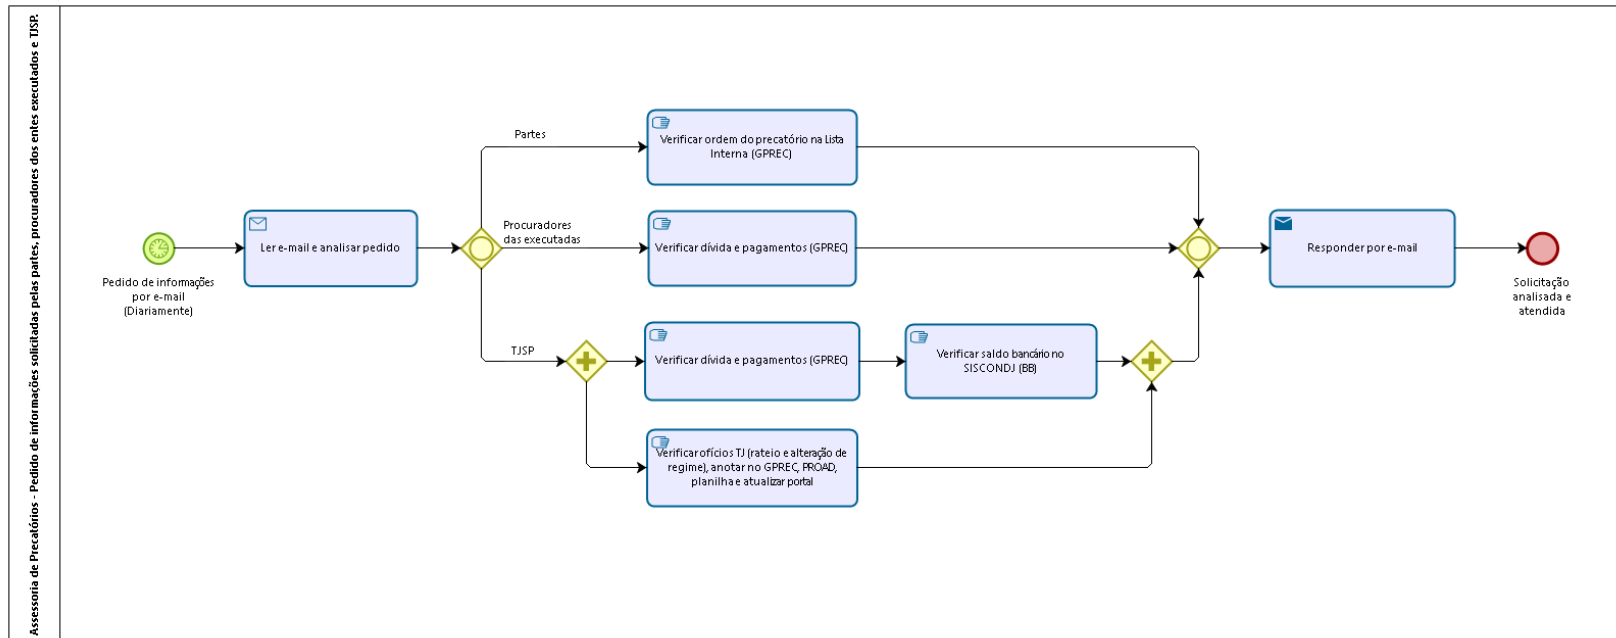 Assessoria de Precatórios - Pedido de informações solicitadas pelas partes, procuradores dos entes executados e TJSP.
Pedido de informações
por e-mail
(Diariamente)
Ler e-mail e analisar pedido
Partes
Procuradores
das executadas
TJSP
Verificar ordem do precatório na Lista
Interna (GPREC)
Verificar dívida e pagamentos (GPREC)
Verificar dívida e pagamentos (GPREC)
Verificar saldo bancário no
SISCONDJ (BB)
Verificar ofícios TJ (rateio e alteração de
regime), anotar no GPREC, PROAD,
planilha e atualizar portal
Responder por e-mail
Solicitação
analisada e
atendida